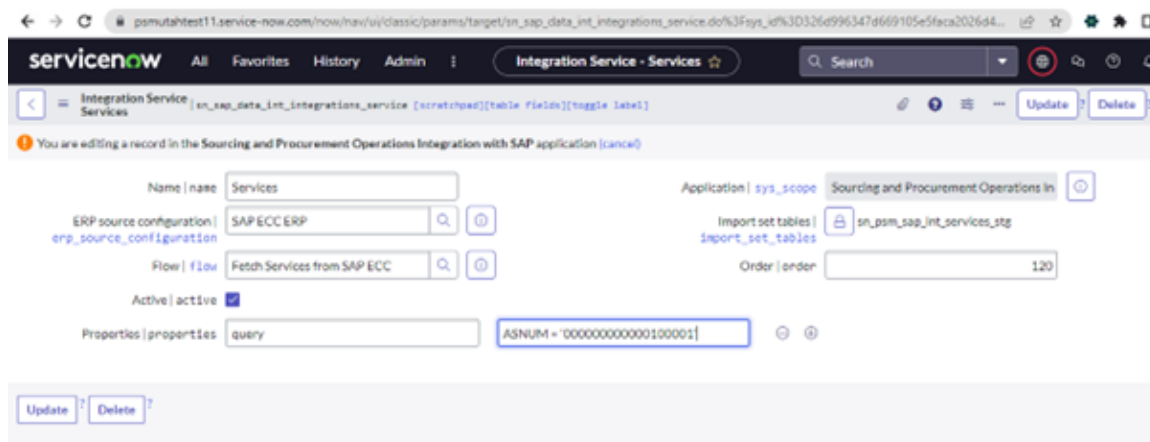 psmutahtest11.service-now.com/now/nav/ui/classic/params/target/sn_sap_data_int_integrations_service.do%3Fsys_id%3D326d996347d669105e5faca2026d4...
servicenow All Favorites History Admin Integration Service - Services Search
Integration Service sn_sap_data_int_integrations_service [scratchpad][table fields][toggle label] Update ? Delete ?
Services
You are editing a record in the Sourcing and Procurement Operations Integration with SAP application (cancel)
Name | name Services Application | sys_scope Sourcing and Procurement Operations In
ERP source configuration | SAP ECC ERP Import set tables | sn_psm_sap_int_services_stg
erp_source_configuration import_set_tables
Flow | flow Fetch Services from SAP ECC Order | order 120
Active | active
Properties | properties query ASNUM = '000000000000100001'
Update ? Delete ?